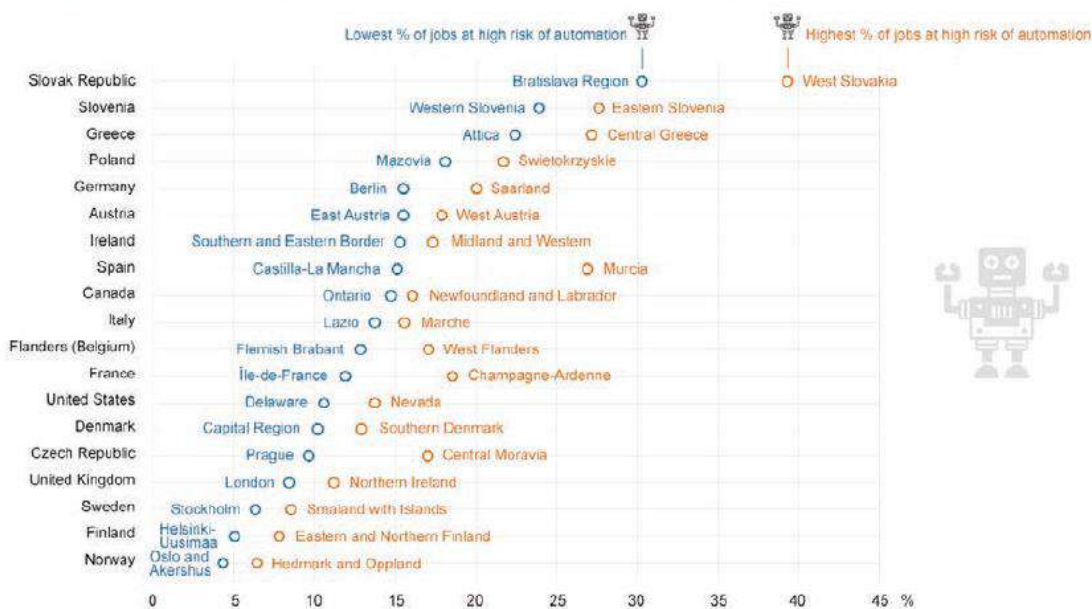 Lowest % of jobs at high risk of automation Highest % of jobs at high risk of automation
Slovak Republic Bratislava Region West Slovakia
Slovenia Western Slovenia Eastern Slovenia
Greece Attica Central Greece
Poland Mazovia Swietokrzyskie
Germany Berlin Saarland
Austria East Austria West Austria
Ireland Southern and Eastern Border Midland and Western
Spain Castilla-La Mancha Murcia
Canada Ontario Newfoundland and Labrador
Italy Lazio Marche
Flanders (Belgium) Flemish Brabant West Flanders
France Île-de-France Champagne-Ardenne
United States Delaware Nevada
Denmark Capital Region Southern Denmark
Czech Republic Prague Central Moravia
United Kingdom London Northern Ireland
Sweden Stockholm Smaland with Islands
Finland Helsinki-
Uusimaa Eastern and Northern Finland
Norway Oslo and
Akershus Hedmark and Oppland
0 5 10 15 20 25 30 35 40 45 %